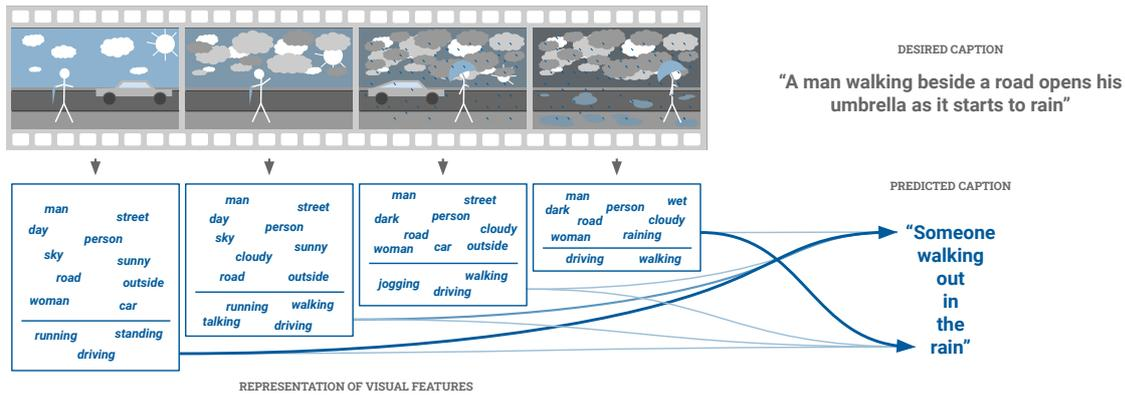 DESIRED CAPTION
“A man walking beside a road opens his
umbrella as it starts to rain”
man
street
day
person
sky
sunny
road
outside
woman
car
running
standing
driving
man
street
day
person
sky
sunny
cloudy
road
outside
running
walking
talking
driving
man
street
dark
person
road
cloudy
woman
car
outside
jogging
walking
driving
man
wet
dark
person
road
cloudy
woman
raining
driving
walking
PREDICTED CAPTION
“Someone
walking
out
in
the
rain”
REPRESENTATION OF VISUAL FEATURES